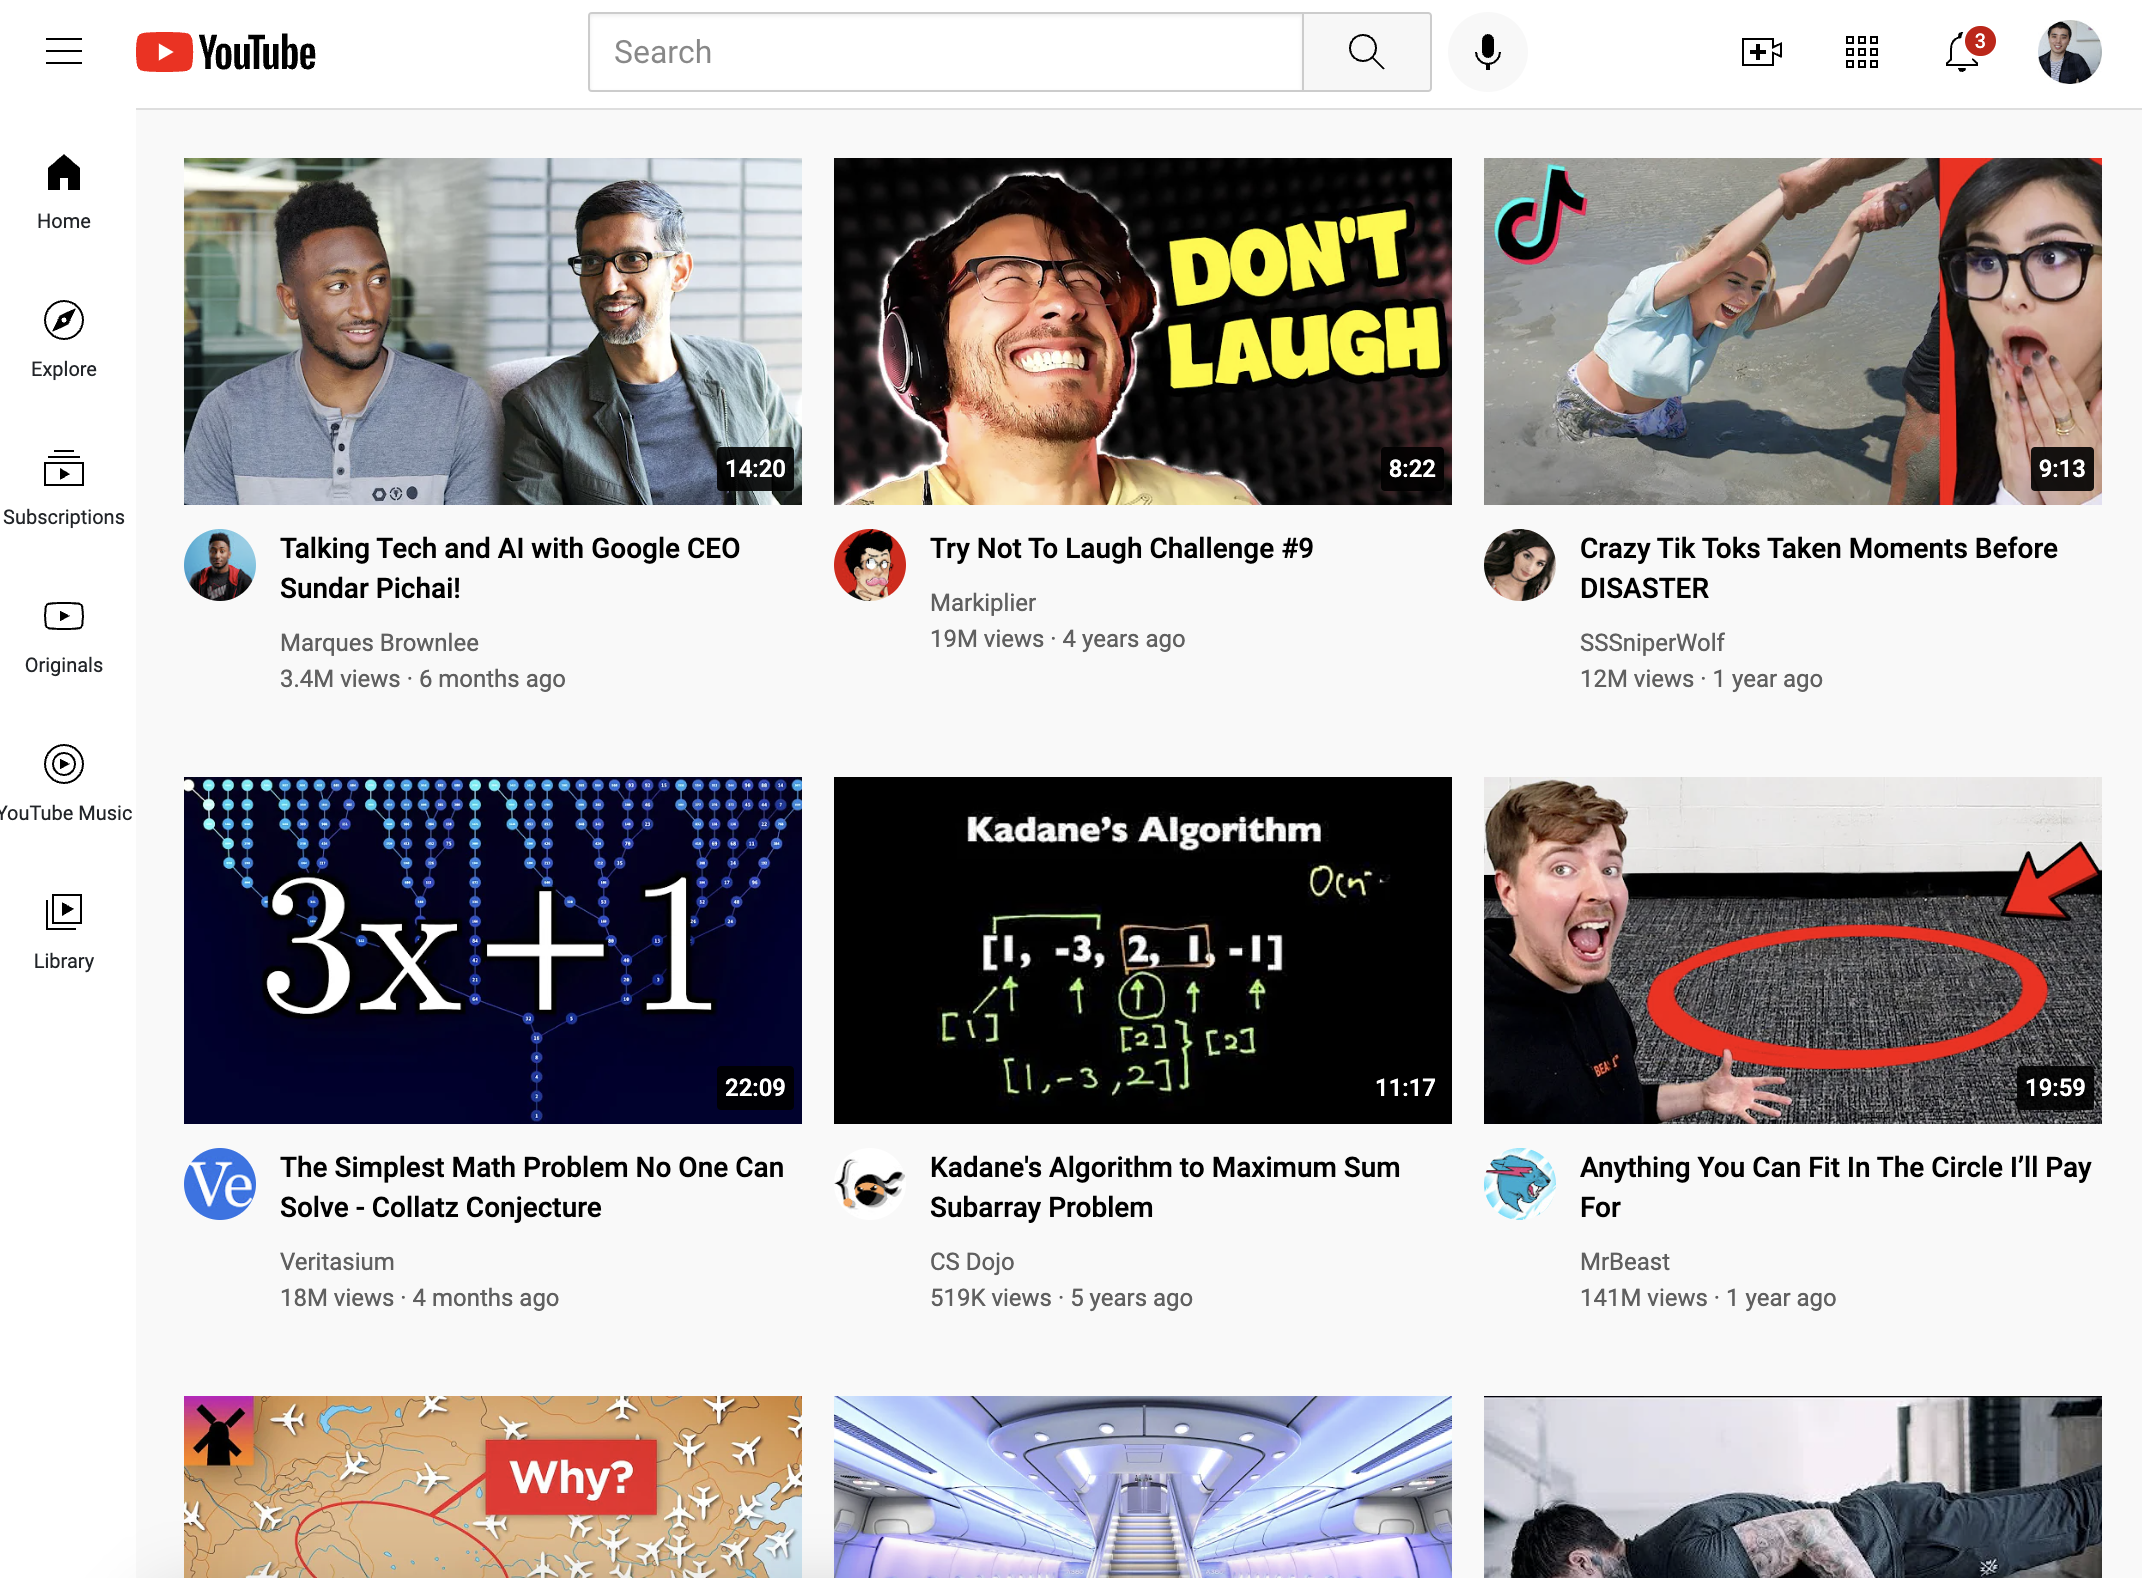 YouTube
Search
3
Home
Explore
Subscriptions
Originals
YouTube Music
Library
DON'T
LAUGH
14:20
8:22
9:13
Talking Tech and AI with Google CEO
Sundar Pichai!
Marques Brownlee
3.4M views · 6 months ago
Try Not To Laugh Challenge #9
Markiplier
19M views · 4 years ago
Crazy Tik Toks Taken Moments Before
DISASTER
SSSniperWolf
12M views · 1 year ago
3x+1
22:09
Kadane's Algorithm
[1, -3, 2, 1, -1]
[1]
[2]
[2]
[1, -3, 2]
11:17
19:59
Ve
The Simplest Math Problem No One Can
Solve - Collatz Conjecture
Veritasium
18M views · 4 months ago
Kadane's Algorithm to Maximum Sum
Subarray Problem
CS Dojo
519K views · 5 years ago
Anything You Can Fit In The Circle I’ll Pay
For
MrBeast
141M views · 1 year ago
Why?